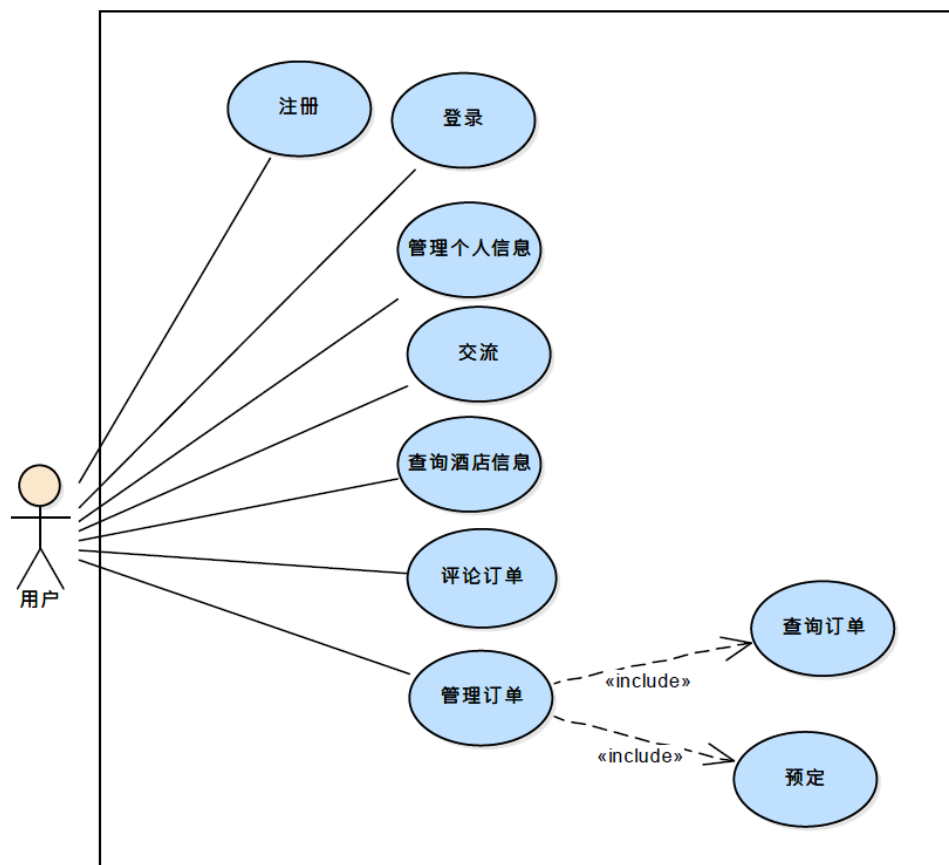 注册
登录
管理个人信息
交流
查询酒店信息
评论订单
用户
查询订单
管理订单
«include»
«include»
预定